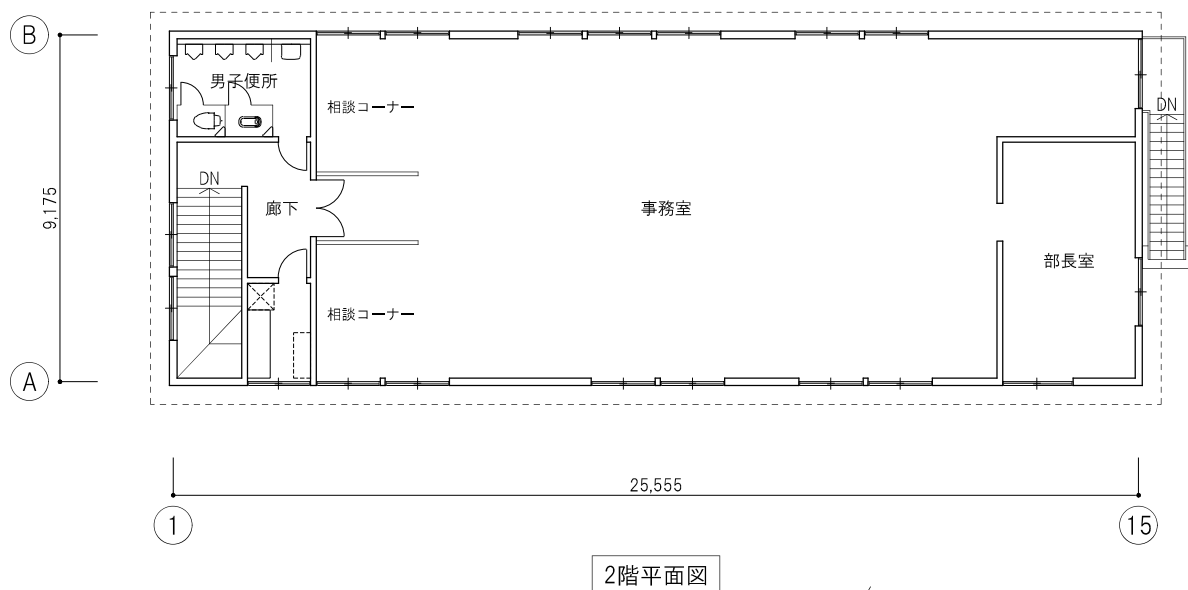 B
男子便所
相談コーナー
DN
DN
9,175
廊下
事務室
部長室
相談コーナー
A
25,555
1
15
2階平面図